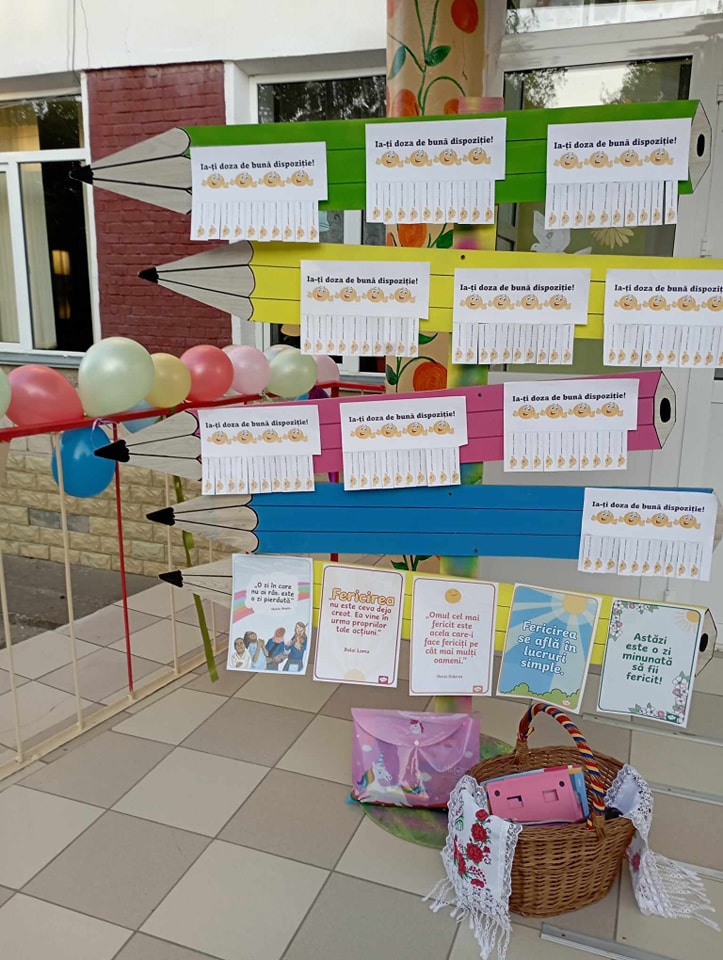 Ia-ți doza de bună dispoziție!
Ia-ți doza de bună dispoziție!
Ia-ți doza de bună dispoziție!
Ia-ți doza de bună dispoziție!
Ia-ți doza de bună dispoziție!
Ia-ți doza de bună
Ia-ți doza de bună dispoziție!
Ia-ți doza de bună dispoziție!
Ia-ți doza de bună dispoziție!
Ia-ți doza de bună dispoziție!
„O zi în care
nu ai râs, este
o zi pierdută”
„Fericirea
nu este ceva deja
creat. Ea vine în
urma propriilor
tale acțiuni.”
Dalai Lama
„Omul cel mai
fericit este
acela care-i
face fericiți pe
cât mai mulți
oameni.”
Denis Diderot
Fericirea
se află în
lucruri
simple.
Astăzi
este o zi
minunată
să fii
fericit!